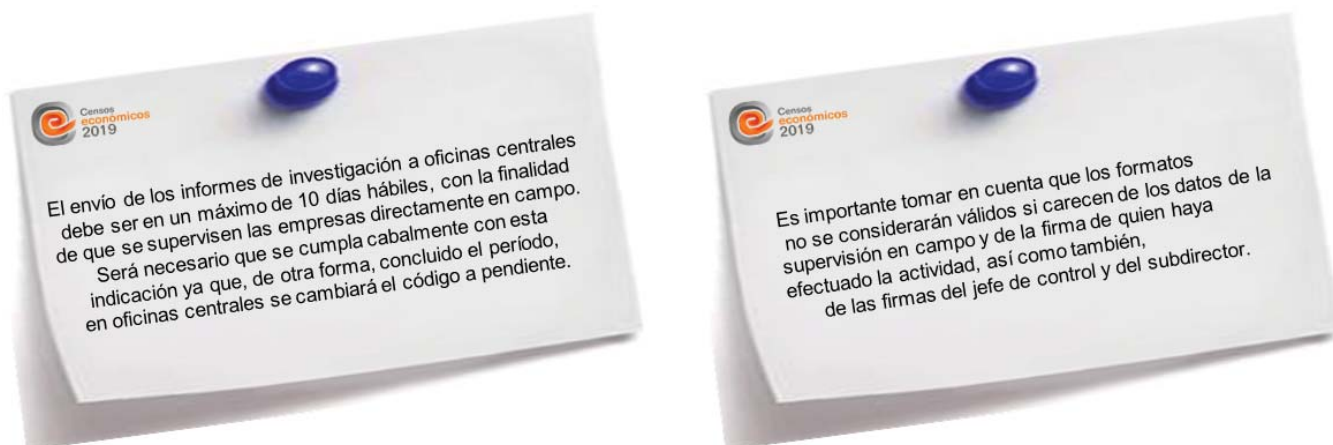 Censos
económicos
2019
El envío de los informes de investigación a oficinas centrales
debe ser en un máximo de 10 días hábiles, con la finalidad
de que se supervisen las empresas directamente en campo.
Será necesario que se cumpla cabalmente con esta
indicación ya que, de otra forma, concluido el período,
en oficinas centrales se cambiará el código a pendiente.
Censos
económicos
2019
Es importante tomar en cuenta que los formatos
no se considerarán válidos si carecen de los datos de la
supervisión en campo y de la firma de quien haya
efectuado la actividad, así como también,
de las firmas del jefe de control y del subdirector.